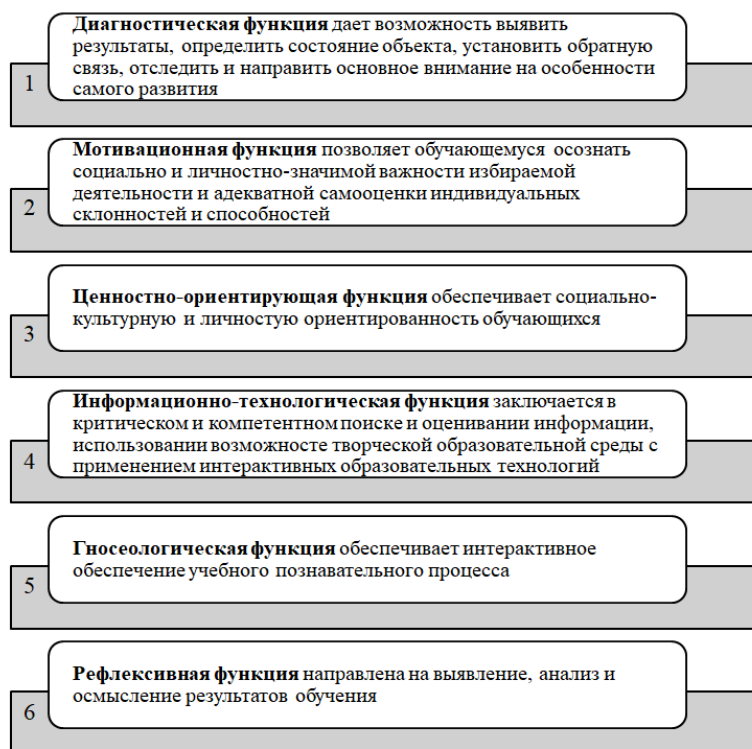 Диагностическая функция дает возможность выявить
результаты, определить состояние объекта, установить обратную
связь, отследить и направить основное внимание на особенности
самого развития
1
Мотивационная функция позволяет обучающемуся осознать
социально и личностно-значимой важности избираемой
деятельности и адекватной самооценки индивидуальных
склонностей и способностей
2
Ценностно-ориентирующая функция обеспечивает социально-
культурную и личностую ориентированность обучающихся
3
Информационно-технологическая функция заключается в
критическом и компетентном поиске и оценивании информации,
использовании возможносте творческой образовательной среды с
применением интерактивных образовательных технологий
4
Гносеологическая функция обеспечивает интерактивное
обеспечение учебного познавательного процесса
5
Рефлексивная функция направлена на выявление, анализ и
осмысление результатов обучения
6